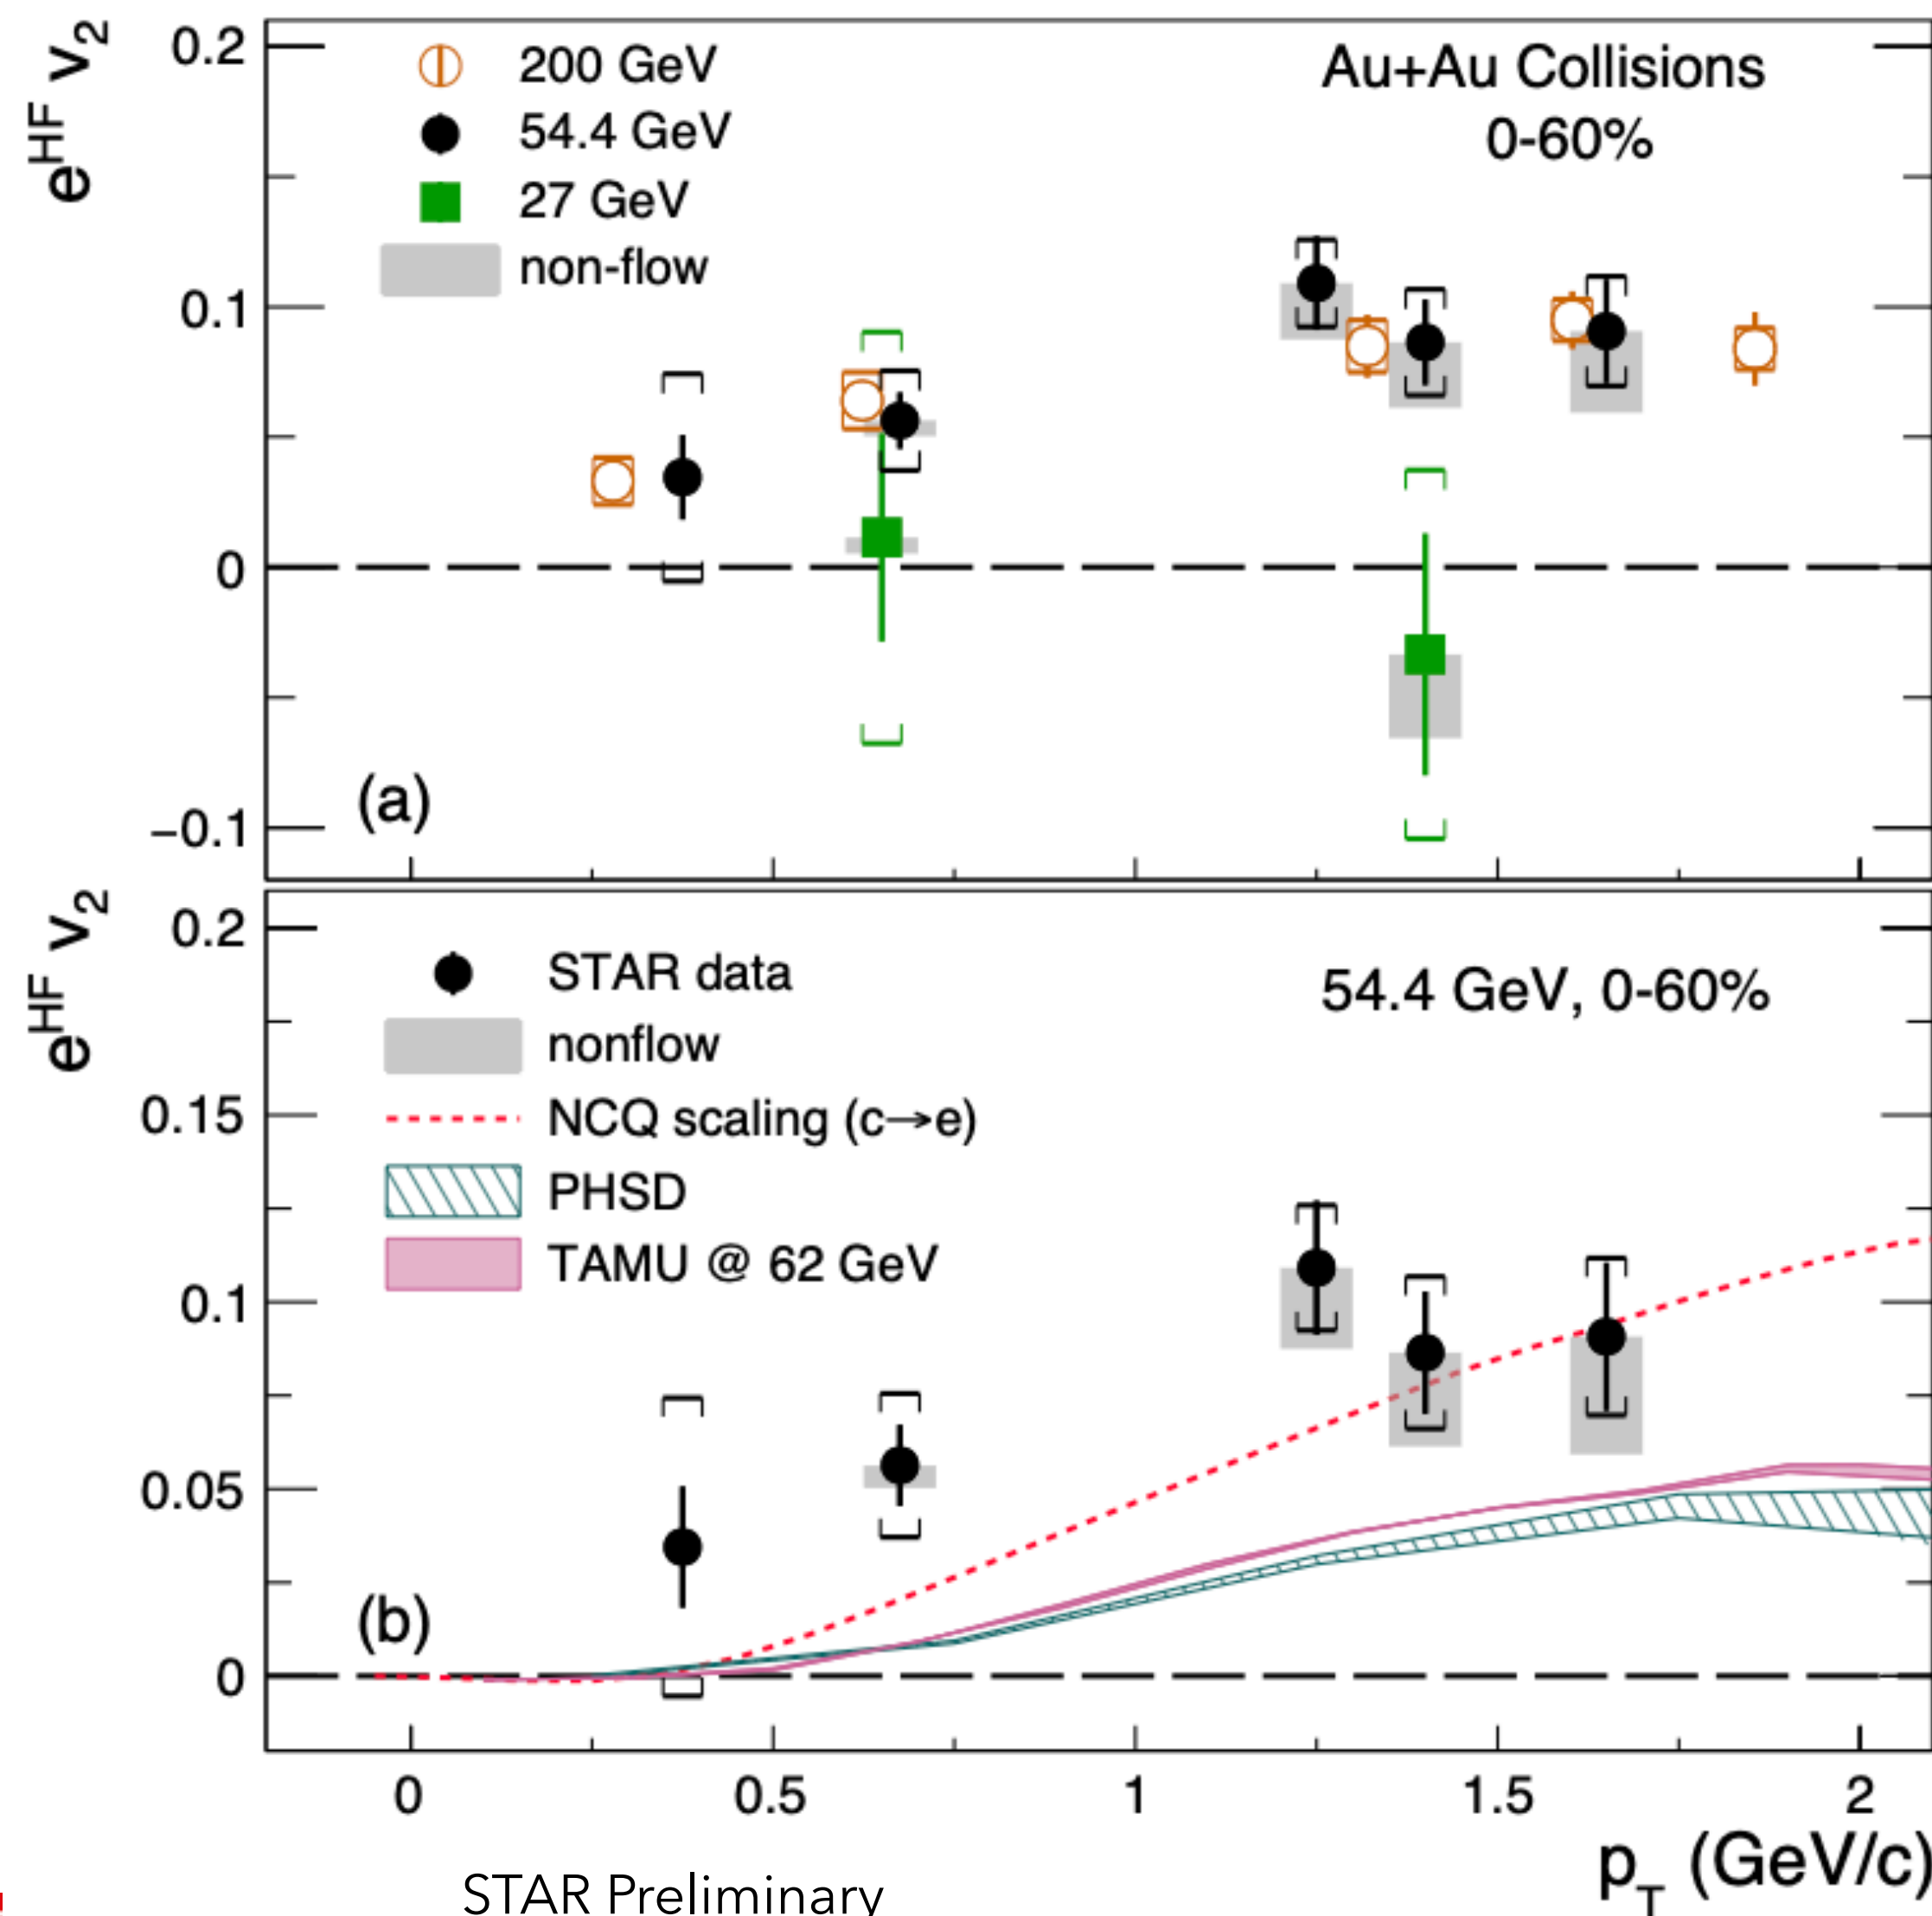 e^HF v_2
0.2
0.1
0
−0.1
200 GeV
54.4 GeV
27 GeV
non-flow
Au+Au Collisions
0-60%
(a)
e^HF v_2
0.2
0.15
0.1
0.05
0
STAR data
nonflow
NCQ scaling (c→e)
PHSD
TAMU @ 62 GeV
54.4 GeV, 0-60%
(b)
0 0.5 1 1.5 2
p_T (GeV/c)
STAR Preliminary